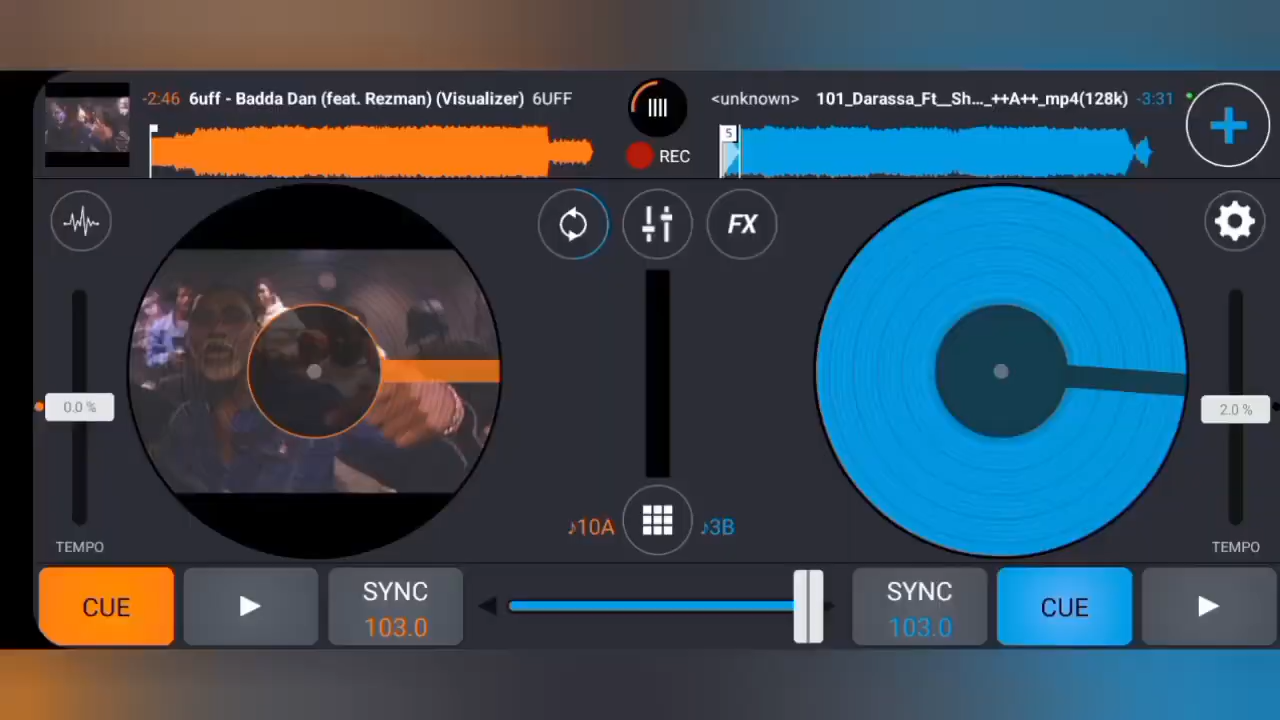 -2:46 6uff - Badda Dan (feat. Rezman) (Visualizer) 6UFF
<unknown> 101_Darassa_Ft__Sh..._++A++_mp4(128k) -3:31
S
REC
FX
0.0 %
2.0 %
♪10A
♪3B
TEMPO
TEMPO
CUE
SYNC
103.0
SYNC
103.0
CUE